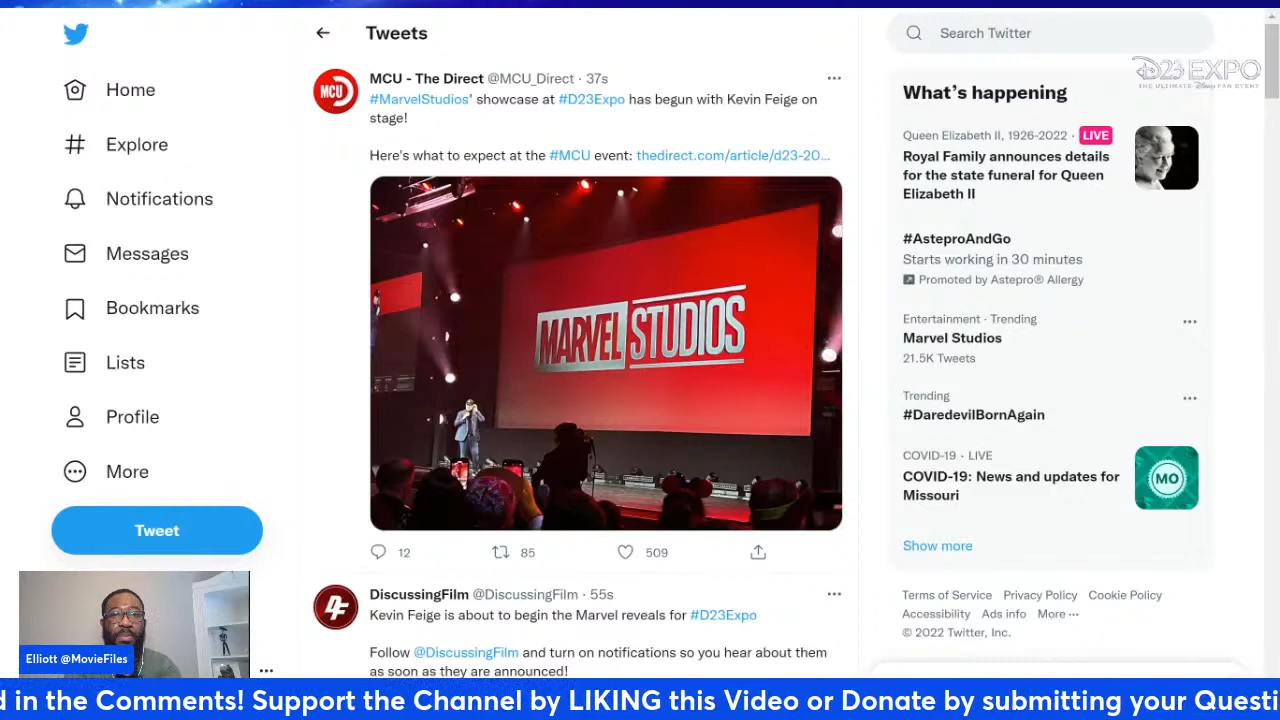 Tweets
Search Twitter
D23 EXPO
THE ULTIMATE Disney FAN EVENT
Home
Explore
Notifications
Messages
Bookmarks
Lists
Profile
More
Tweet
MCU
MCU - The Direct @MCU_Direct · 37s
#MarvelStudios' showcase at #D23Expo has begun with Kevin Feige on
stage!
Here's what to expect at the #MCU event: thedirect.com/article/d23-20...
MARVEL STUDIOS
12 85 509
DF
DiscussingFilm @DiscussingFilm · 55s
Kevin Feige is about to begin the Marvel reveals for #D23Expo
Follow @DiscussingFilm and turn on notifications so you hear about them
as soon as they are announced!
What's happening
Queen Elizabeth II, 1926-2022 · LIVE
Royal Family announces details
for the state funeral for Queen
Elizabeth II
#AsteproAndGo
Starts working in 30 minutes
Promoted by Astepro® Allergy
Entertainment · Trending
Marvel Studios
21.5K Tweets
Trending
#DaredevilBornAgain
COVID-19 · LIVE
COVID-19: News and updates for
Missouri
MO
Show more
Terms of Service Privacy Policy Cookie Policy
Accessibility Ads info More ···
© 2022 Twitter, Inc.
Elliott @MovieFiles
d in the Comments! Support the Channel by LIKING this Video or Donate by submitting your Questi